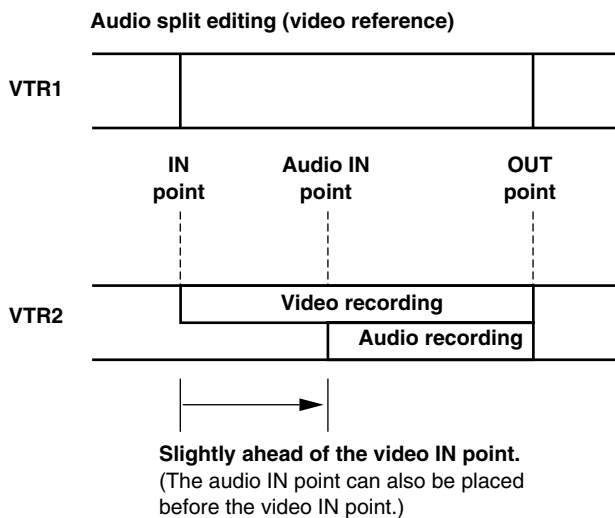 Audio split editing (video reference)
VTR1
IN
point
Audio IN
point
OUT
point
VTR2
Video recording
Audio recording
Slightly ahead of the video IN point.
(The audio IN point can also be placed
before the video IN point.)